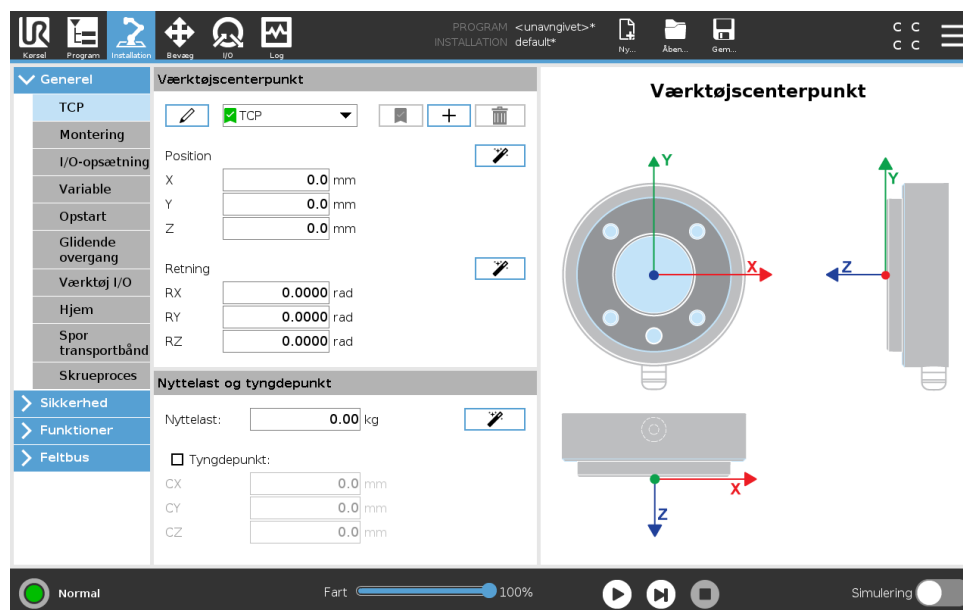 UR
PROGRAM <unavngivet>*
INSTALLATION default*
C C
C C
Kørsel Program Installation Bevæg I/O Log Ny... Åben... Gem...
Generel
TCP
Montering
I/O-opsætning
Variable
Opstart
Glidende
overgang
Værktøj I/O
Hjem
Spor
transportbånd
Skrueproces
Sikkerhed
Funktioner
Feltbus
Værktøjscenterpunkt
TCP
Position
X 0.0 mm
Y 0.0 mm
Z 0.0 mm
Retning
RX 0.0000 rad
RY 0.0000 rad
RZ 0.0000 rad
Nyttelast og tyngdepunkt
Nyttelast: 0.00 kg
Tyngdepunkt:
CX 0.0 mm
CY 0.0 mm
CZ 0.0 mm
Værktøjscenterpunkt
Y
X
Y
Z
X
Z
Normal
Fart 100%
Simulering